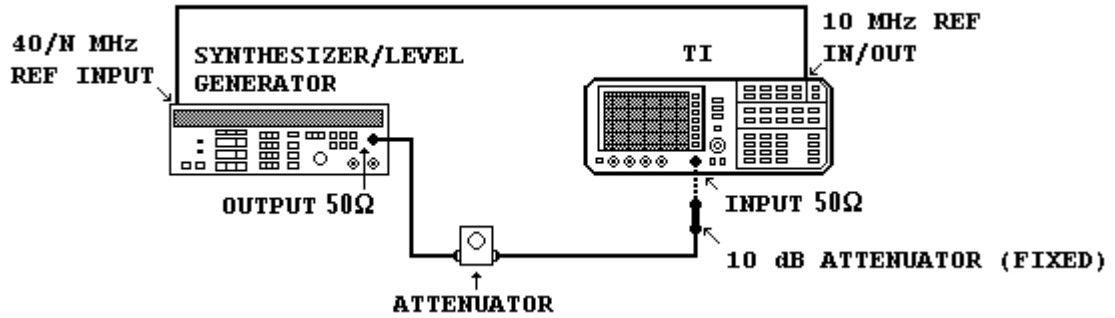 40/N MHz
REF INPUT
SYNTHESIZER/LEVEL
GENERATOR
TI
10 MHz REF
IN/OUT
OUTPUT 50Ω
INPUT 50Ω
10 dB ATTENUATOR (FIXED)
ATTENUATOR